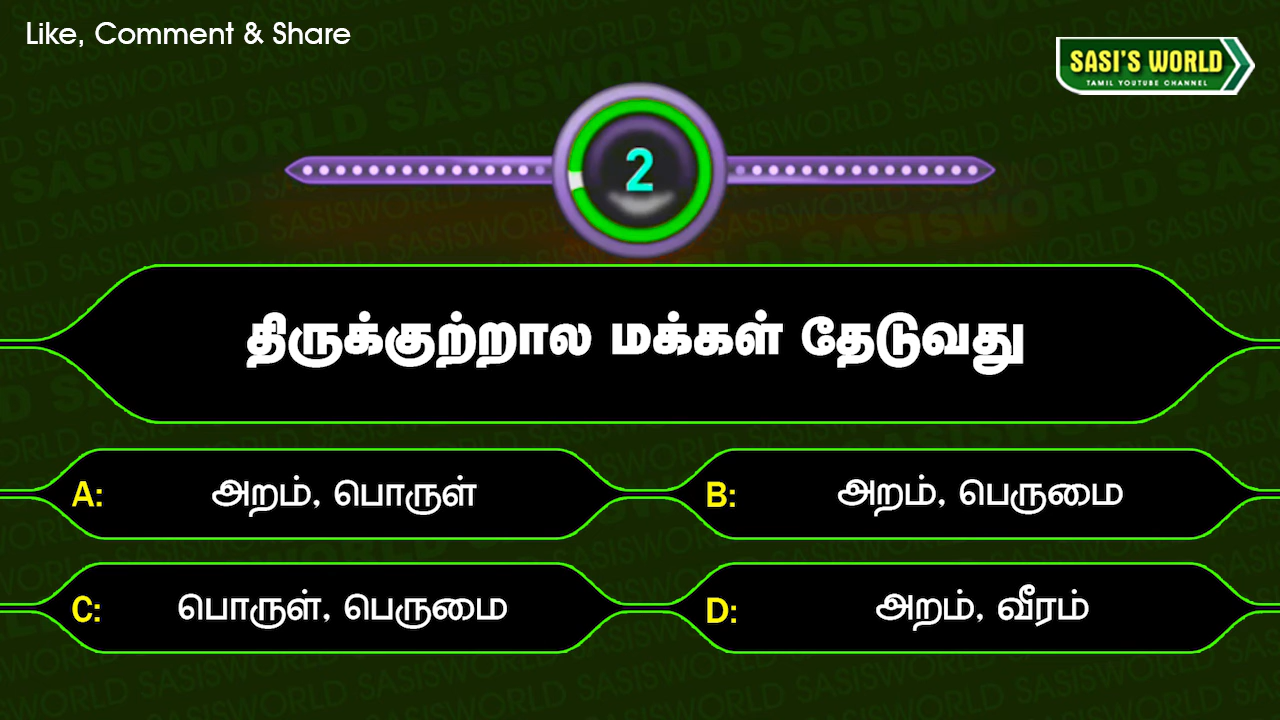 Like, Comment & Share
SASI'S WORLD
TAMIL YOUTUBE CHANNEL
2
திருக்குற்றால மக்கள் தேடுவது
A: அறம், பொருள்
B: அறம், பெருமை
C: பொருள், பெருமை
D: அறம், வீரம்